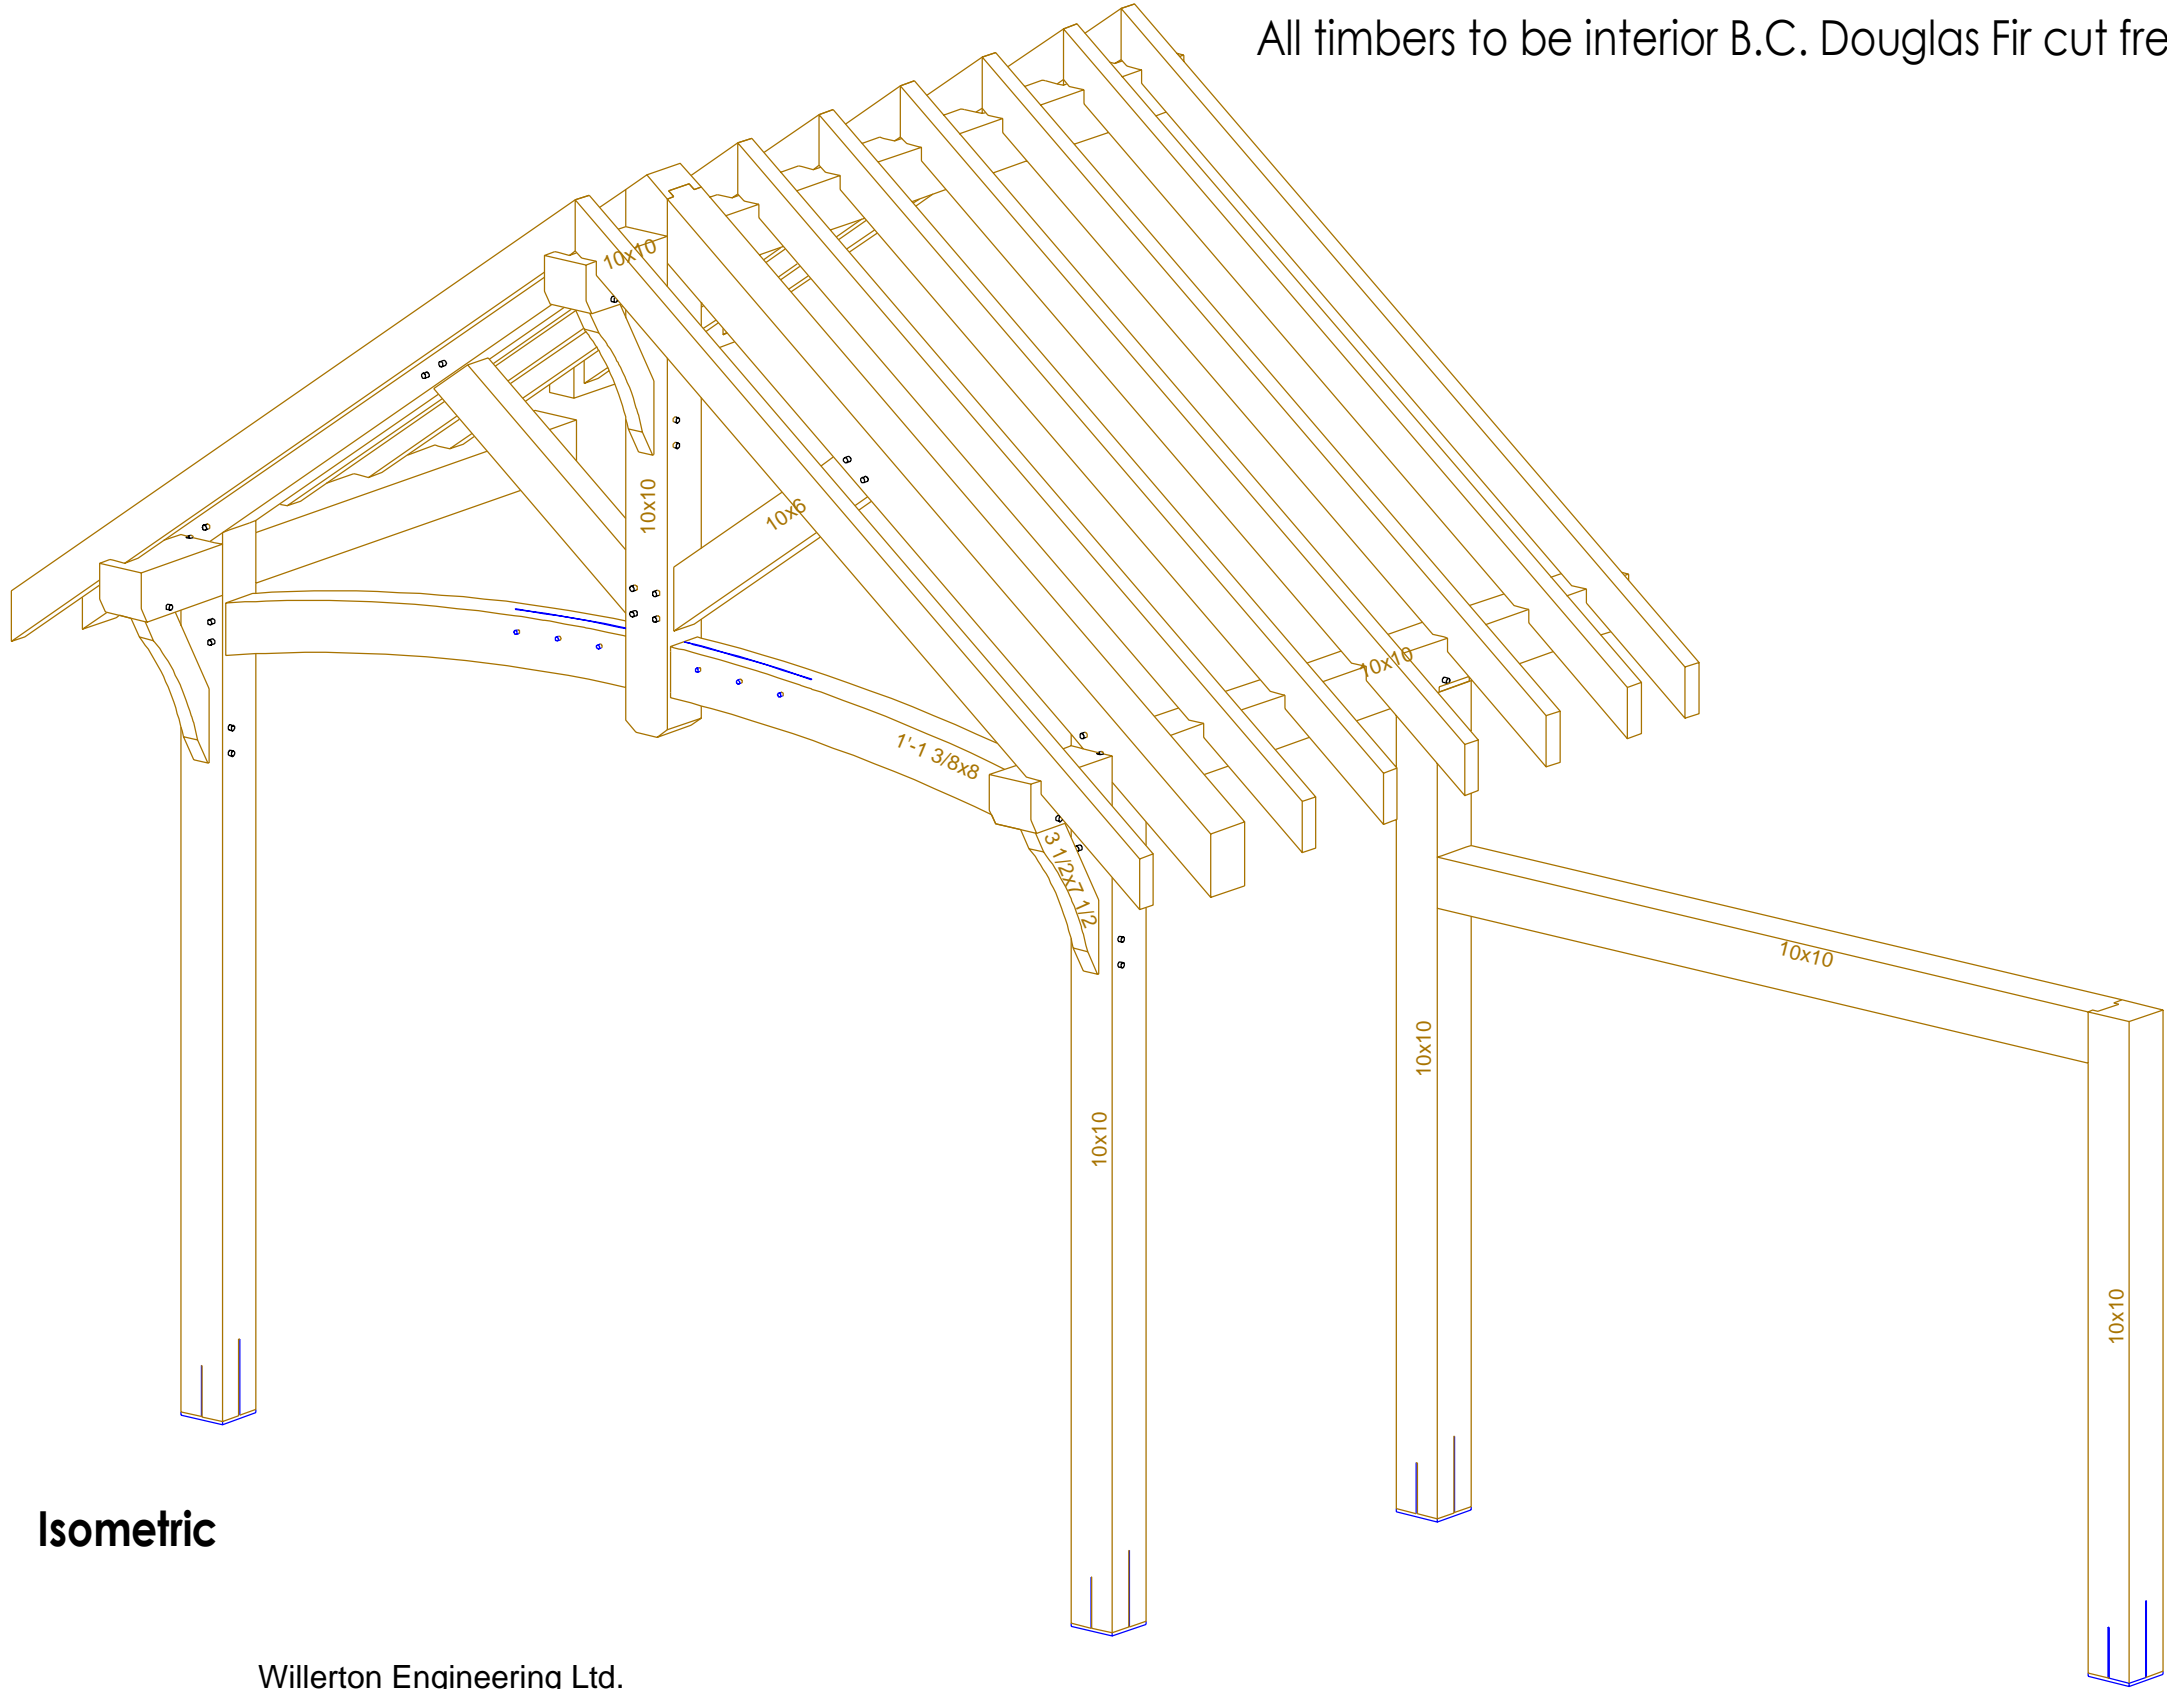 All timbers to be interior B.C. Douglas Fir cut fre
10x10
10x10
10x6
10x10
1'-1 3/8x8
3 1/2x7 1/2
10x10
10x10
10x10
10x10
Isometric
Willerton Engineering Ltd.